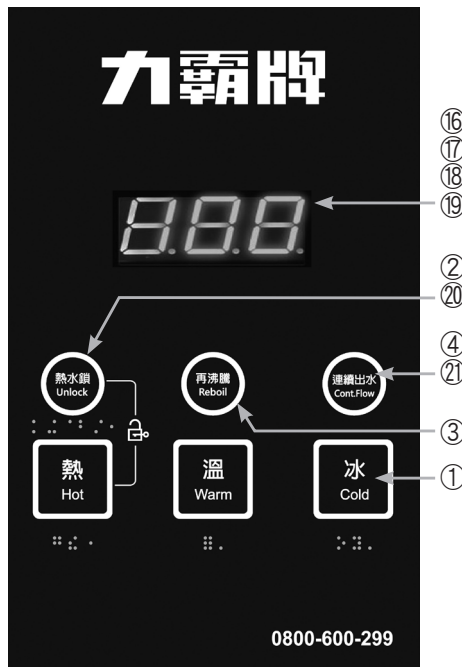 力霸牌
⑯
⑰
⑱
⑲
888
②
⑳
④
㉑
熱水鎖
Unlock
再沸騰
Reboil
連續出水
Cont.Flow
③
熱
Hot
溫
Warm
冰
Cold
①
0800-600-299